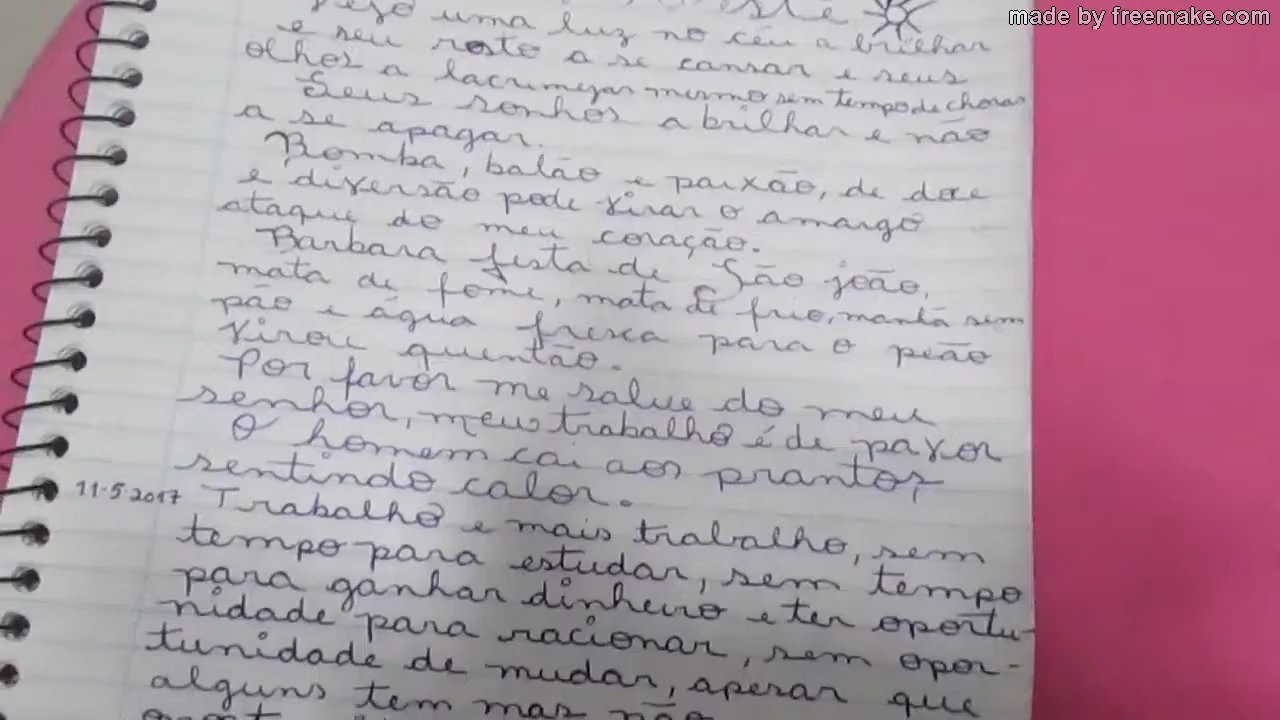 made by freemake.com
Vejo uma luz no céu a brilhar
e seu rosto a se cansar e seus
olhos a lacrimejar mesmo sem tempo de chorar
Seus sonhos a brilhar e não
a se apagar.
Bomba, balão e paixão, de doce
e diversão pode virar o amargo
ataque do meu coração.
Barbara festa de São joão,
mata de fome, mata de frio, manhã sem
pão e água fresca para o peão
virou quentão.
Por favor me salve do meu
senhor, meus trabalho é de pavor
O homem cai aos prantos,
sentindo calor.
11.5.2017 Trabalho e mais trabalho, sem
tempo para estudar, sem tempo
para ganhar dinheiro e ter oportu-
nidade para racionar, sem opor-
tunidade de mudar, apesar que
alguns tem mas não